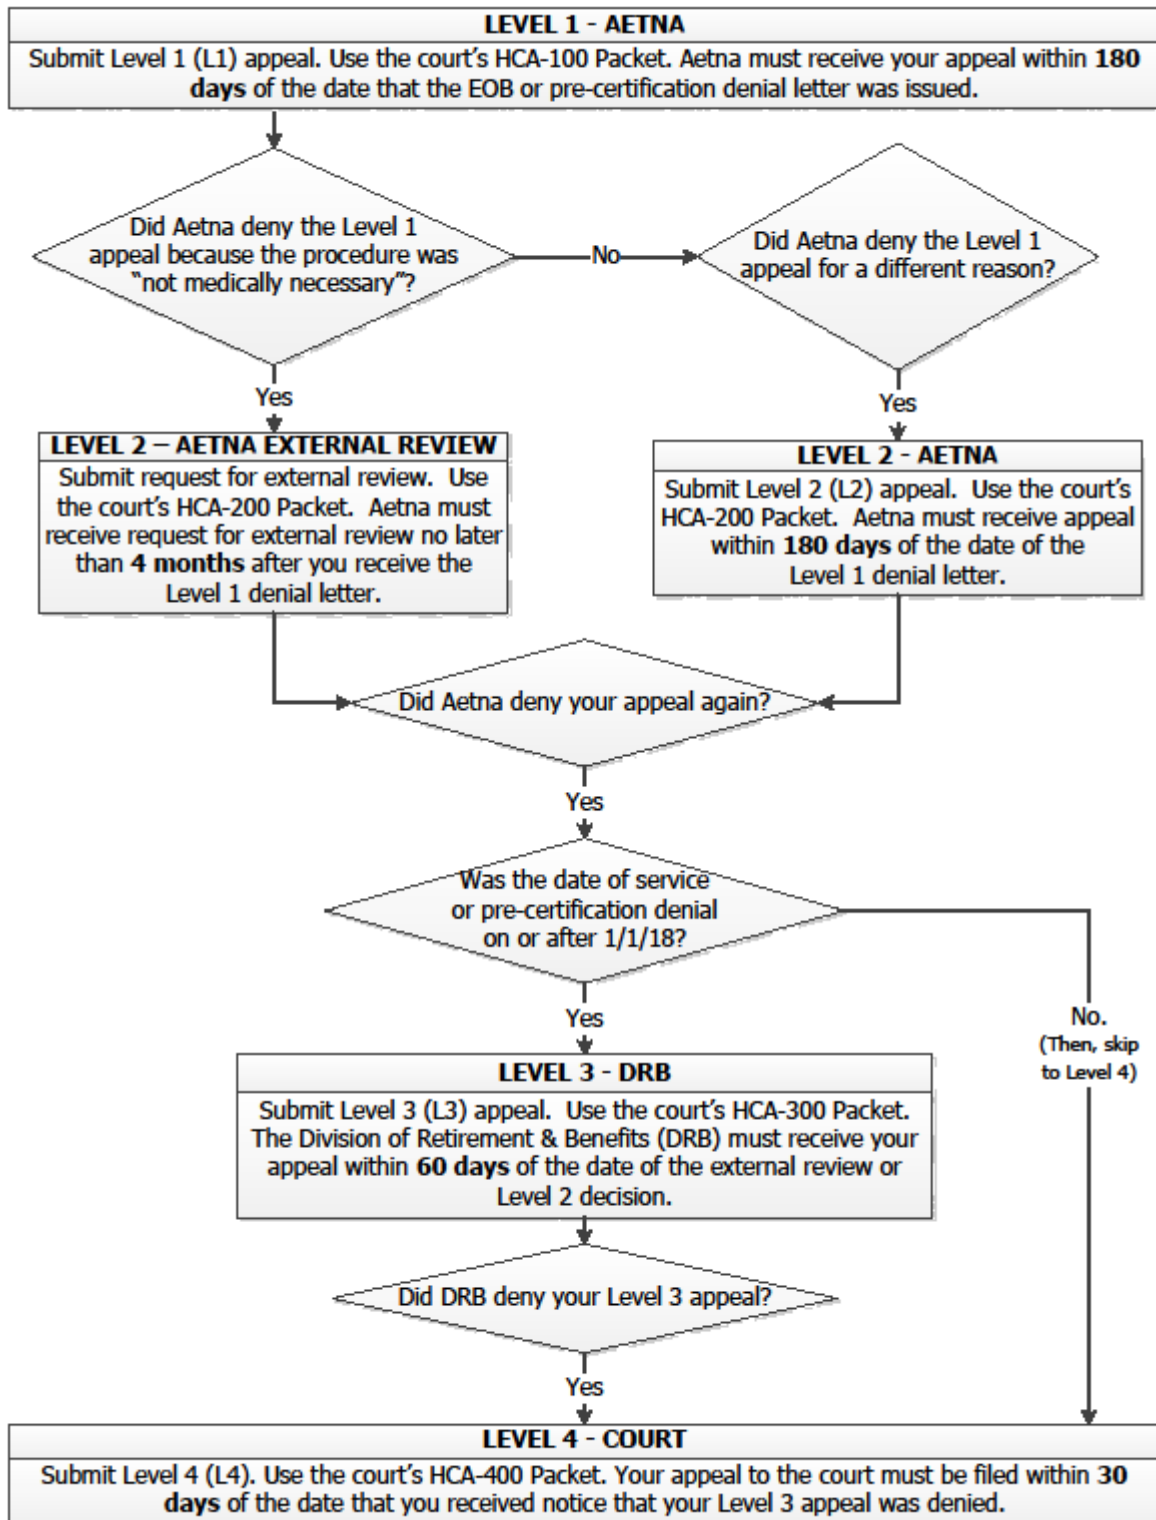 LEVEL 1 - AETNA
Submit Level 1 (L1) appeal. Use the court's HCA-100 Packet. Aetna must receive your appeal within 180
days of the date that the EOB or pre-certification denial letter was issued.
Did Aetna deny the Level 1
appeal because the procedure was
“not medically necessary”?
No
Did Aetna deny the Level 1
appeal for a different reason?
Yes
Yes
LEVEL 2 – AETNA EXTERNAL REVIEW
Submit request for external review. Use
the court's HCA-200 Packet. Aetna must
receive request for external review no later
than 4 months after you receive the
Level 1 denial letter.
LEVEL 2 - AETNA
Submit Level 2 (L2) appeal. Use the court's
HCA-200 Packet. Aetna must receive appeal
within 180 days of the date of the
Level 1 denial letter.
Did Aetna deny your appeal again?
Yes
Was the date of service
or pre-certification denial
on or after 1/1/18?
Yes
No.
(Then, skip
to Level 4)
LEVEL 3 - DRB
Submit Level 3 (L3) appeal. Use the court's HCA-300 Packet.
The Division of Retirement & Benefits (DRB) must receive your
appeal within 60 days of the date of the external review or
Level 2 decision.
Did DRB deny your Level 3 appeal?
Yes
LEVEL 4 - COURT
Submit Level 4 (L4). Use the court's HCA-400 Packet. Your appeal to the court must be filed within 30
days of the date that you received notice that your Level 3 appeal was denied.